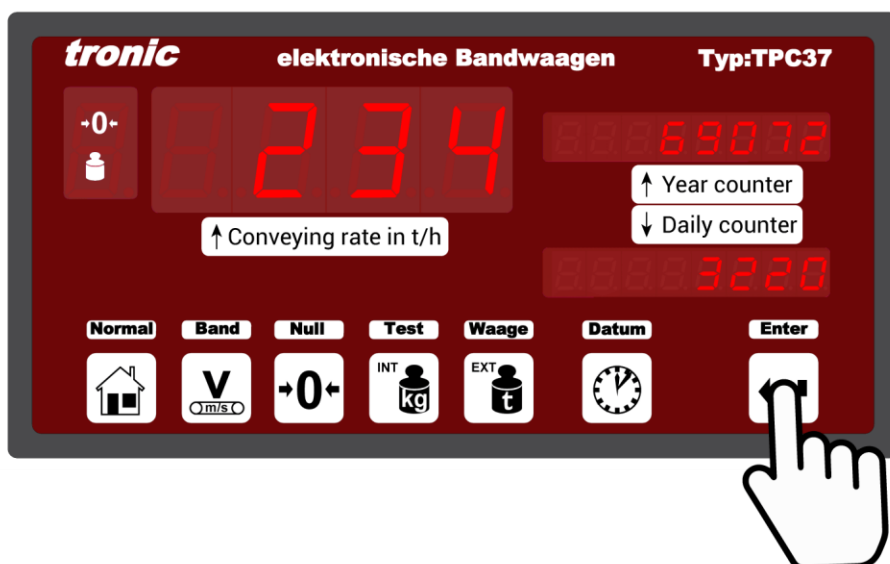 tronic elektronische Bandwaagen Typ:TPC37
→0←
234
69072
↑ Year counter
↓ Daily counter
↑ Conveying rate in t/h
3220
Normal Band Null Test Waage Datum Enter
V
m/s
→0←
INT
kg
EXT
t